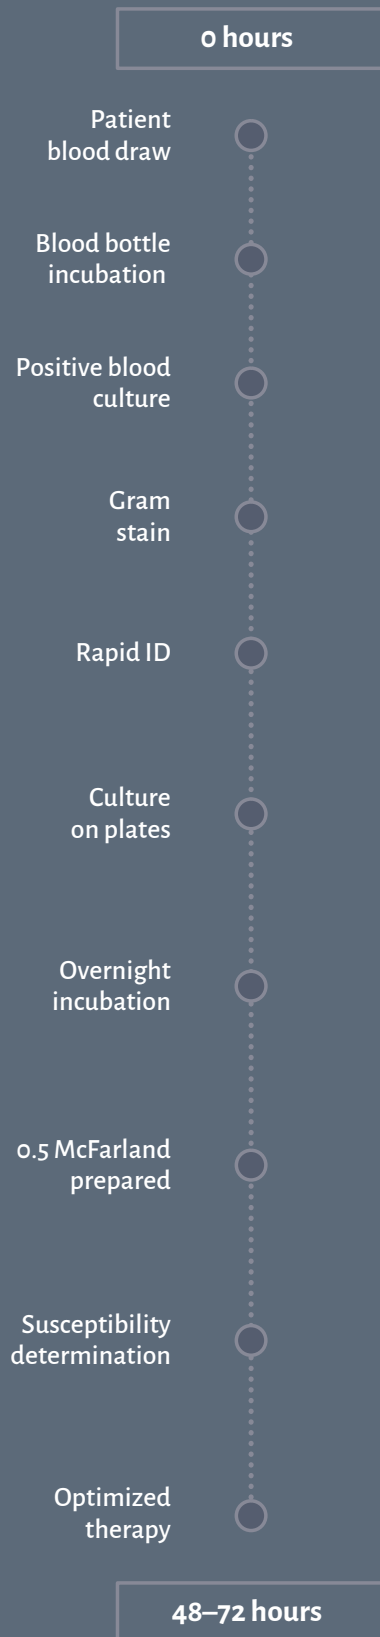 0 hours
Patient
blood draw
Blood bottle
incubation
Positive blood
culture
Gram
stain
Rapid ID
Culture
on plates
Overnight
incubation
0.5 McFarland
prepared
Susceptibility
determination
Optimized
therapy
48–72 hours